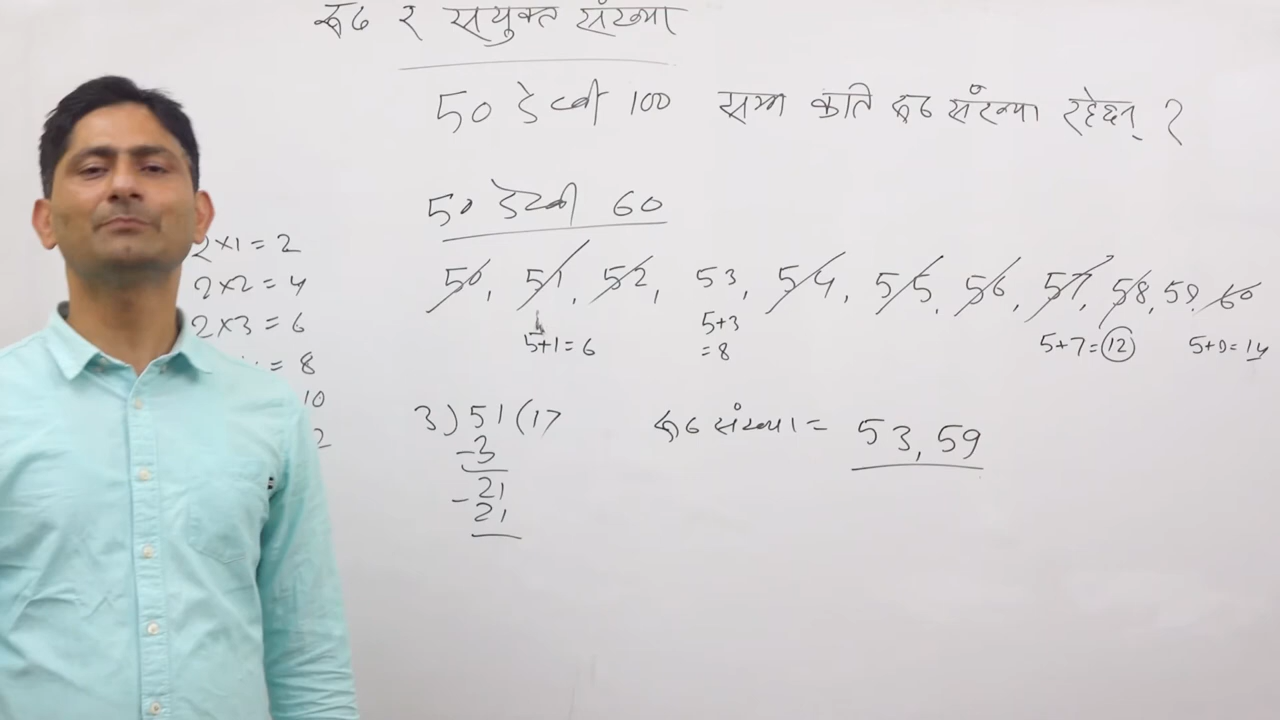 रूढ र सयुक्त संख्या
50 देखी 100 सम्म कति रूढ संख्या रहेछन् ?
50 देखी 60
2×1 = 2
2×2 = 4
2×3 = 6
= 8
10
2
50, 51, 52, 53, 54, 55, 56, 57, 58, 59 60
5+1=6
5+3
=8
5+7=12
5+9=14
3) 51 (17
-3
21
-21
रूढ संख्या = 53, 59